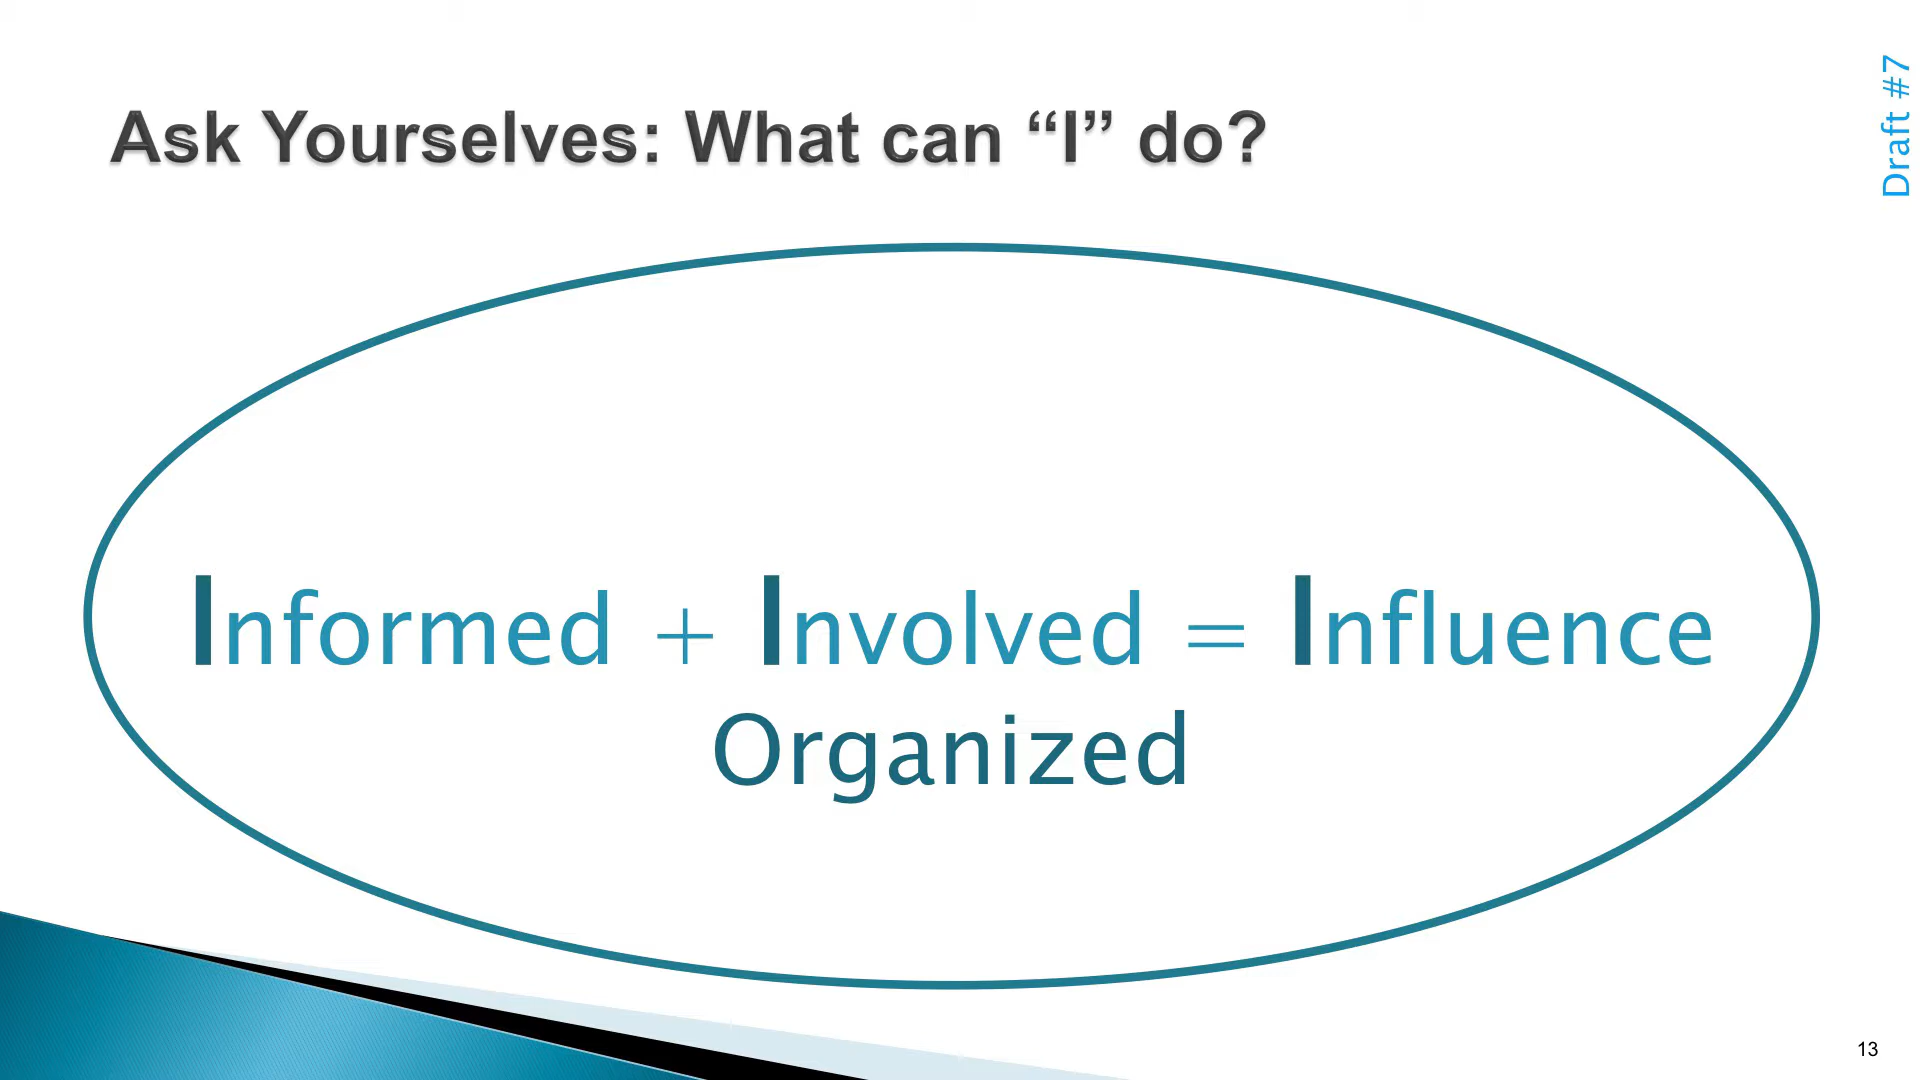 Draft #7
Ask Yourselves: What can “I” do?
Informed + Involved = Influence
Organized
13